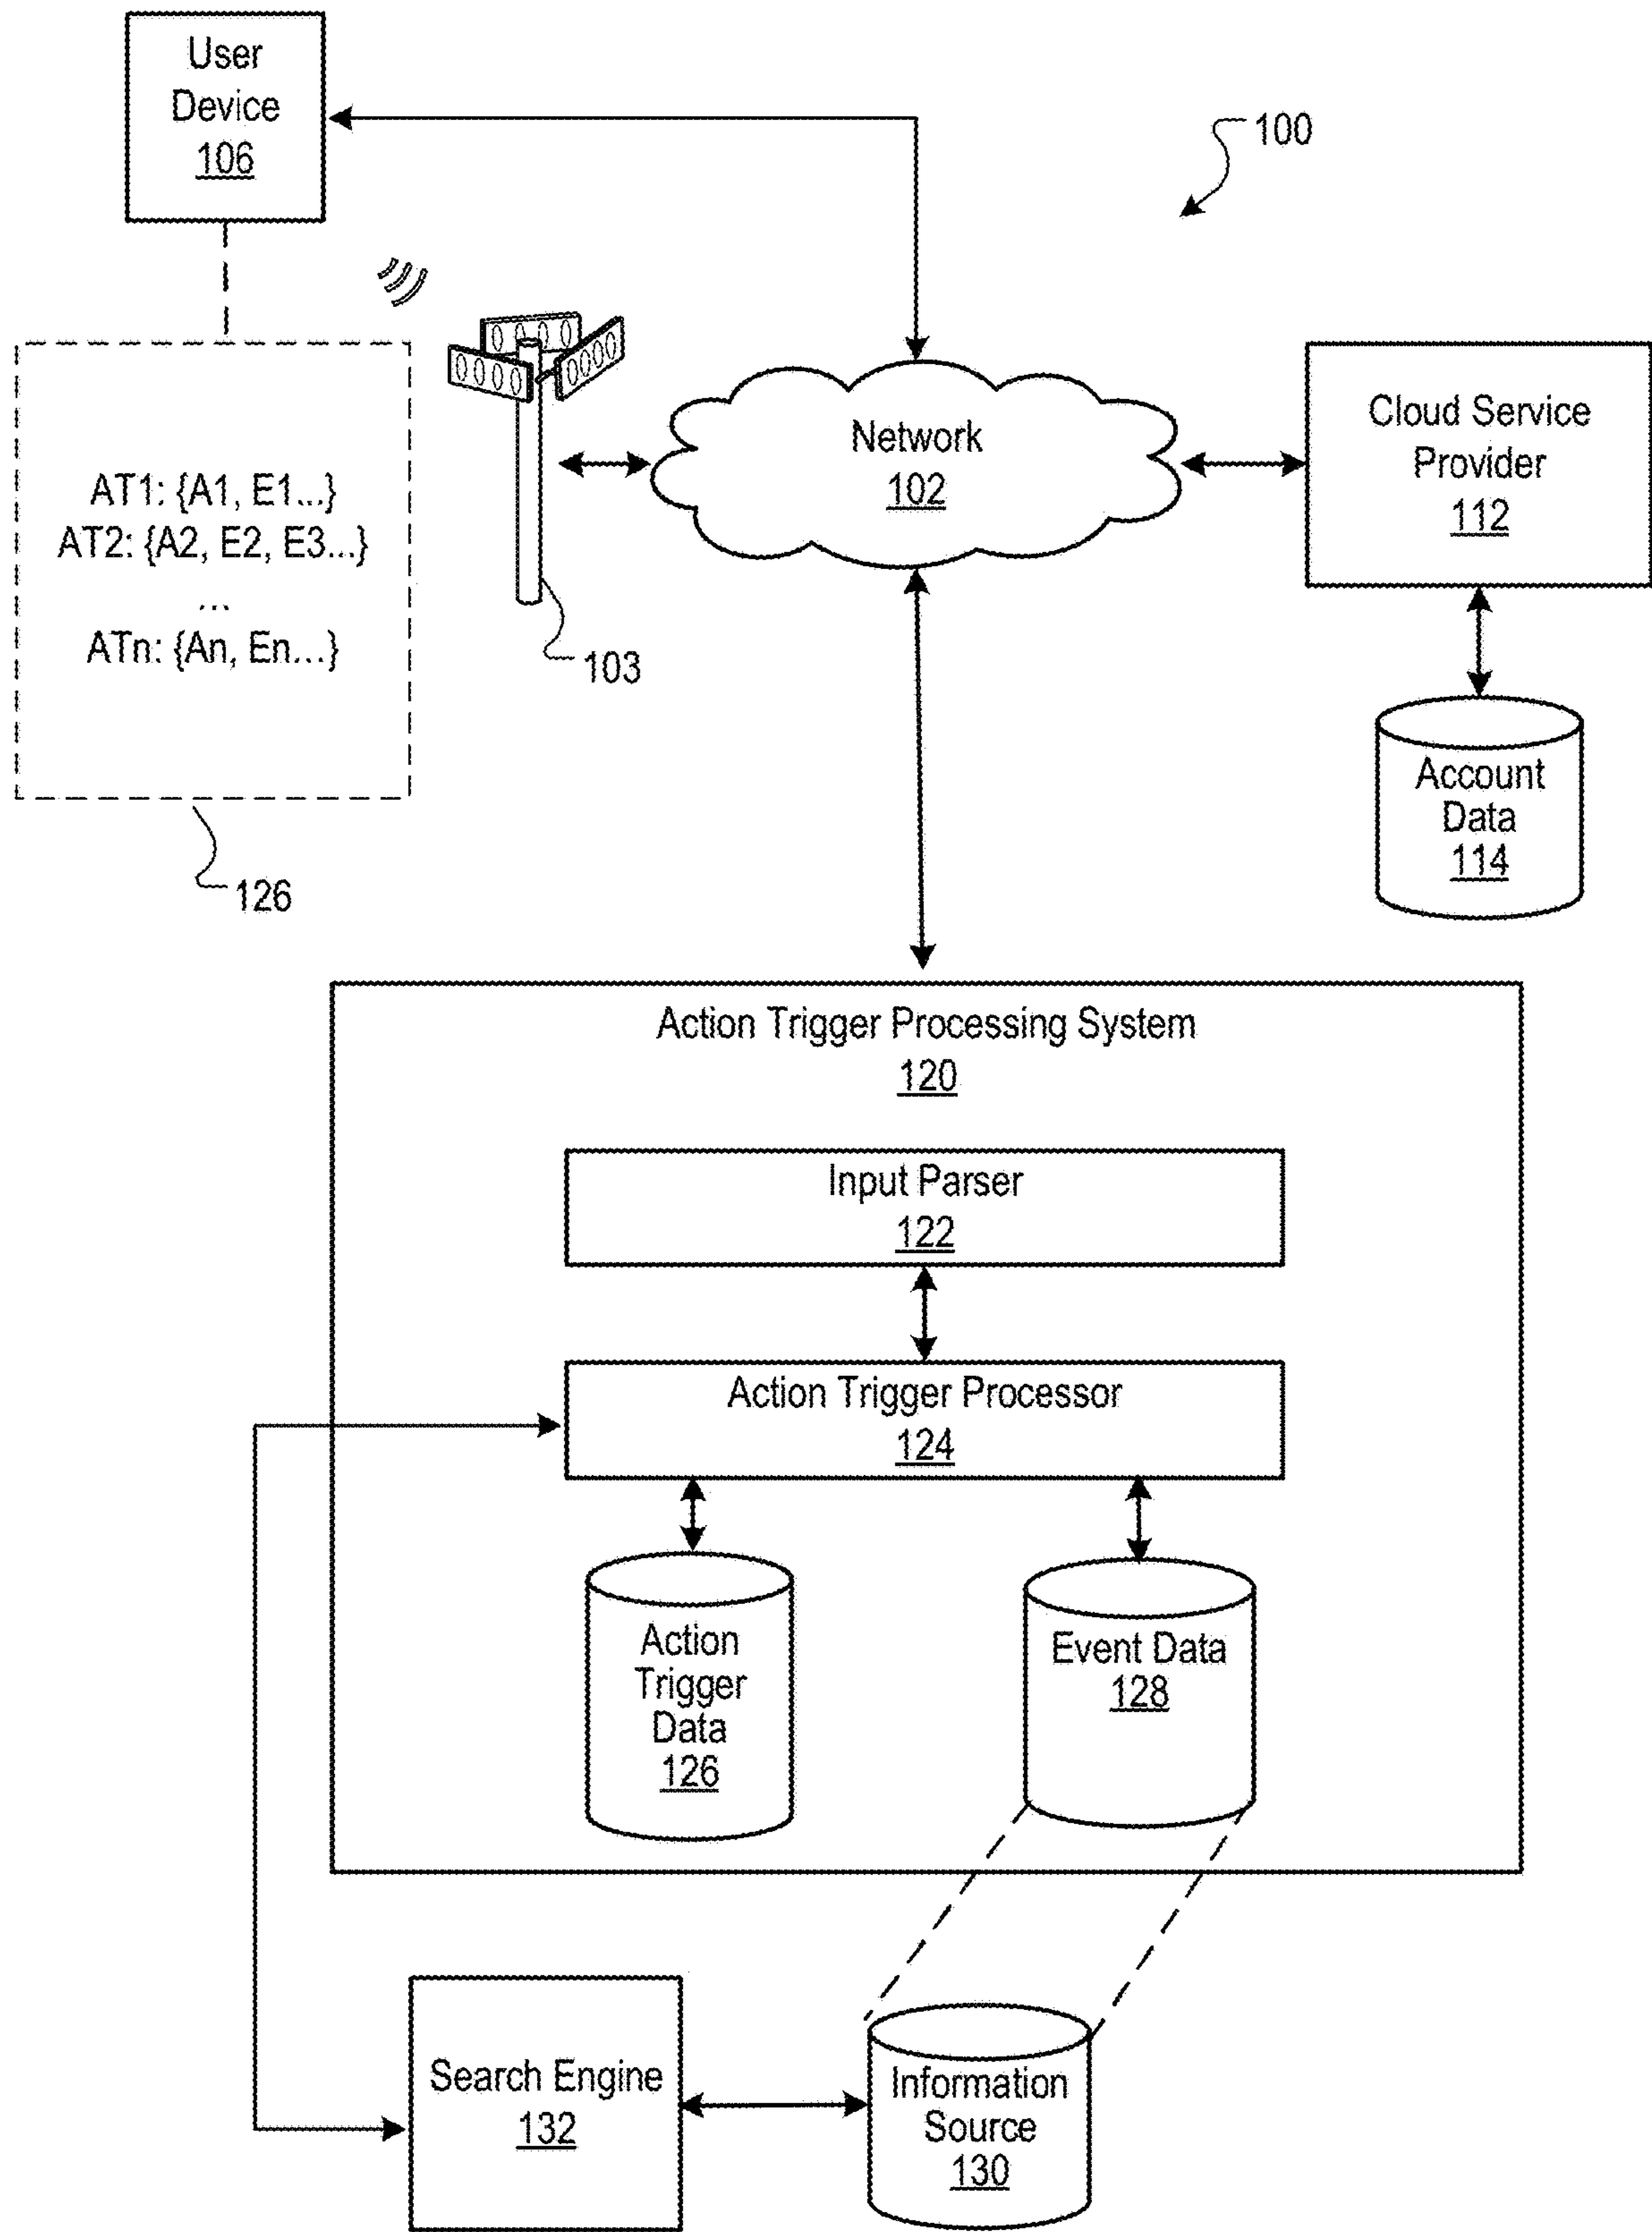 User
Device
106
100
Network
102
Cloud Service
Provider
112
AT1: {A1, E1...}
AT2: {A2, E2, E3...}
...
ATn: {An, En...}
103
126
Account
Data
114
Action Trigger Processing System
120
Input Parser
122
Action Trigger Processor
124
Action
Trigger
Data
126
Event Data
128
Search Engine
132
Information
Source
130